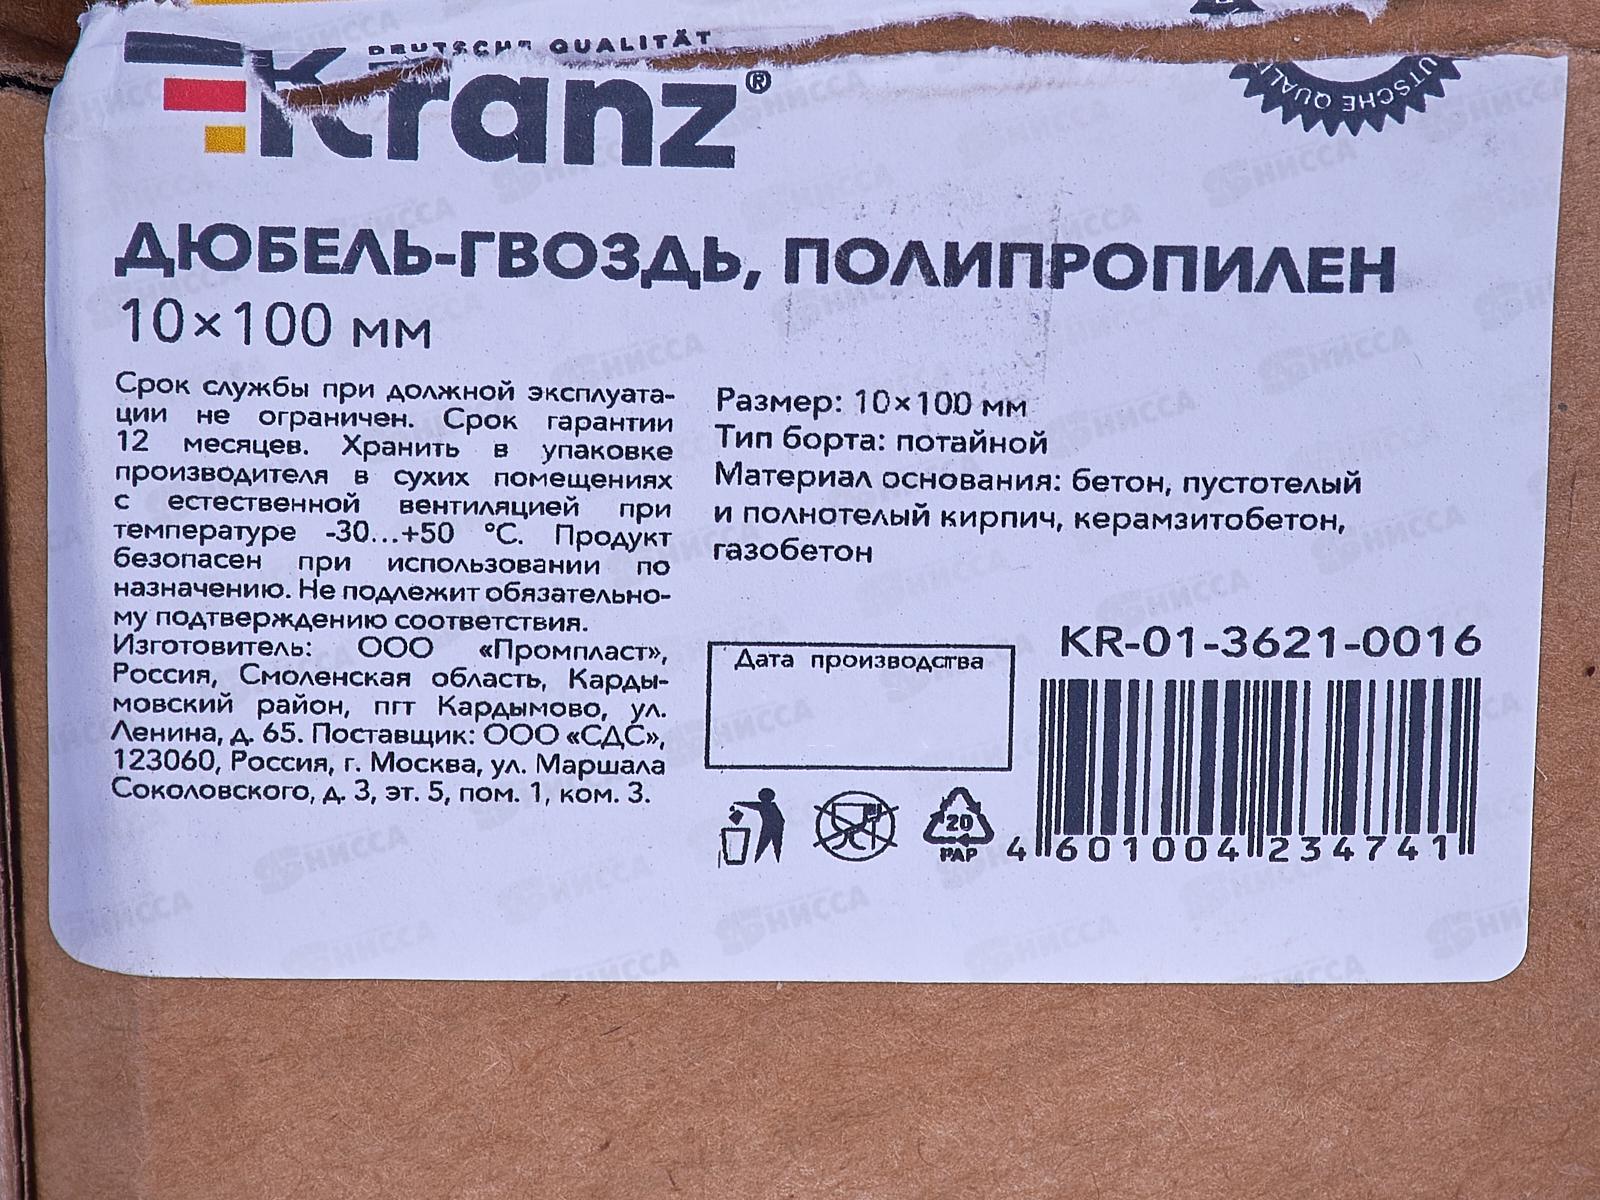 DEUTSCHE QUALITÄT
Kranz®
ДЮБЕЛЬ-ГВОЗДЬ, ПОЛИПРОПИЛЕН
10×100 мм
Срок службы при должной эксплуата-
ции не ограничен. Срок гарантии
12 месяцев. Хранить в упаковке
производителя в сухих помещениях
с естественной вентиляцией при
температуре -30...+50 °С. Продукт
безопасен при использовании по
назначению. Не подлежит обязательно-
му подтверждению соответствия.
Изготовитель: ООО «Промпласт»,
Россия, Смоленская область, Карды-
мовский район, пгт Кардымово, ул.
Ленина, д. 65. Поставщик: ООО «СДС»,
123060, Россия, г. Москва, ул. Маршала
Соколовского, д. 3, эт. 5, пом. 1, ком. 3.
Размер: 10×100 мм
Тип борта: потайной
Материал основания: бетон, пустотелый
и полнотелый кирпич, керамзитобетон,
газобетон
Дата производства
KR-01-3621-0016
20
PAP
4 601004 234741
НИССА